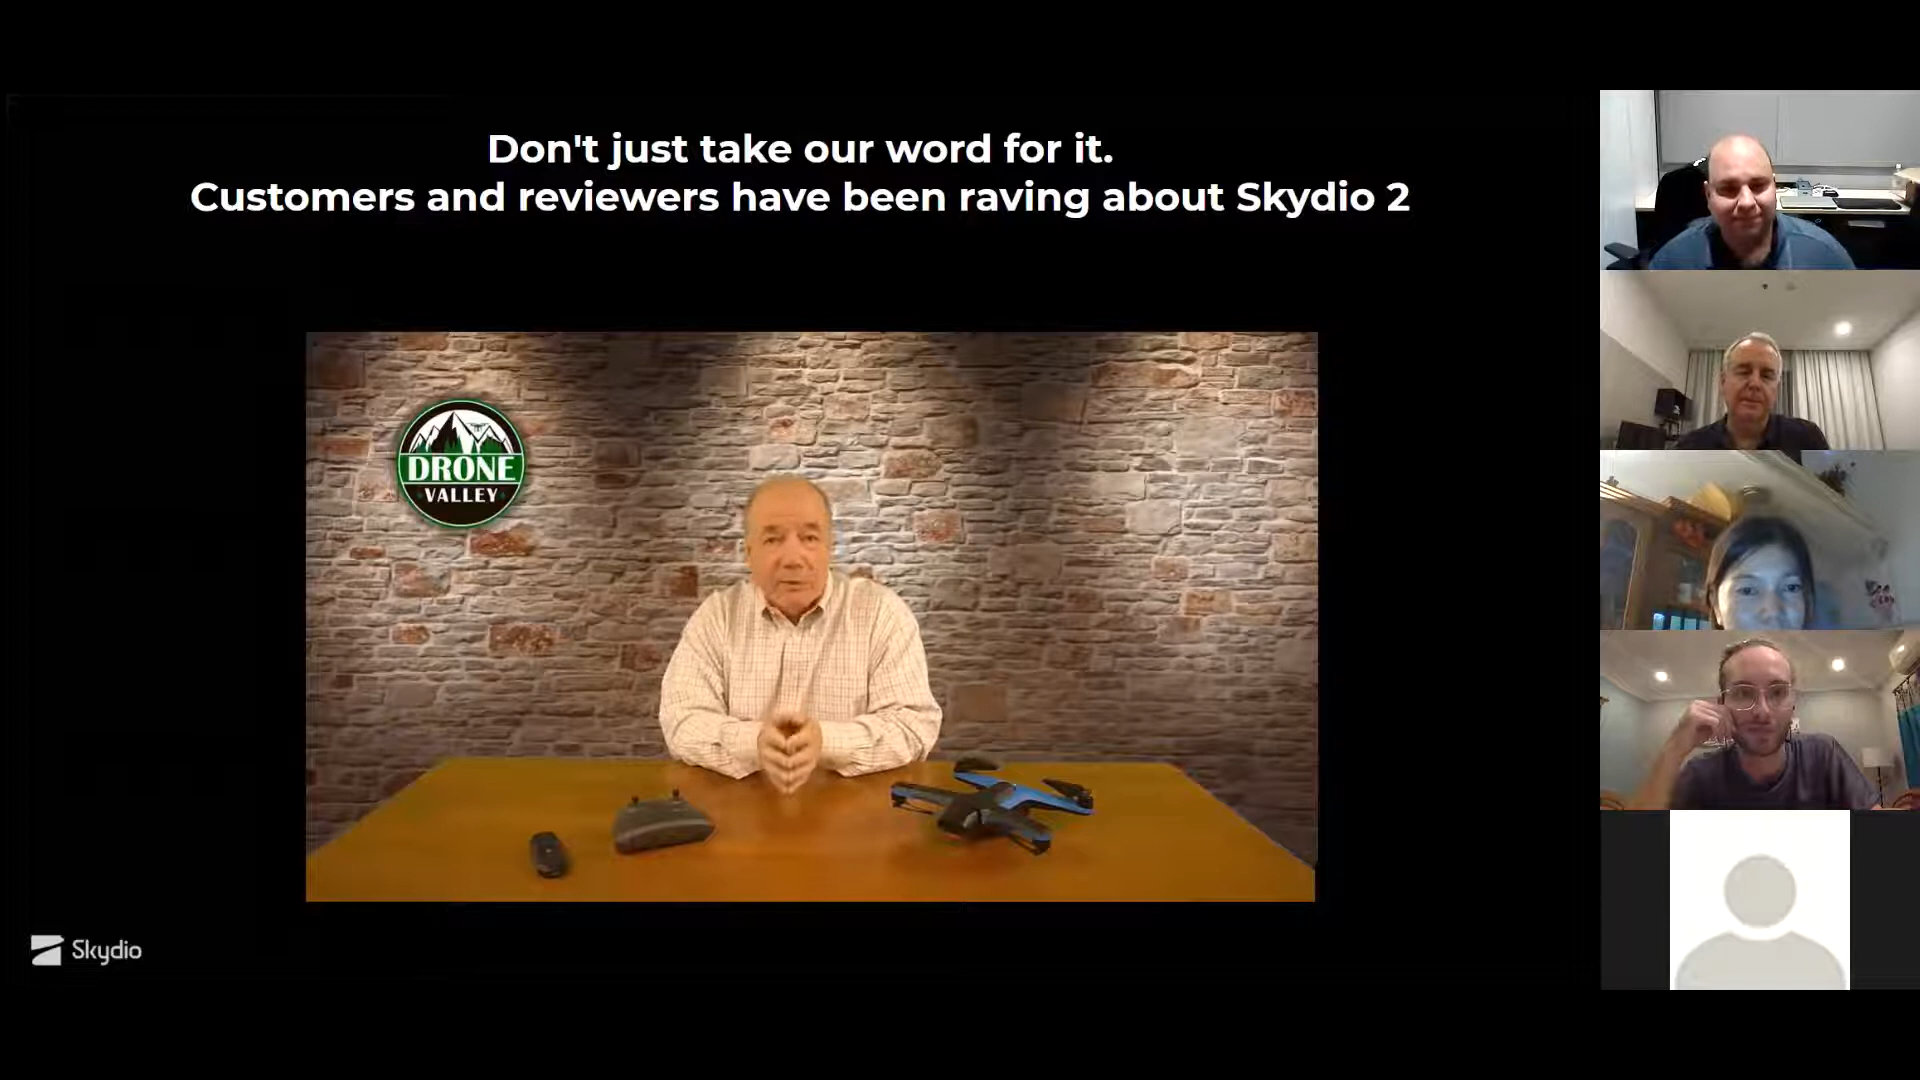 Don't just take our word for it.
Customers and reviewers have been raving about Skydio 2
DRONE
VALLEY
Skydio